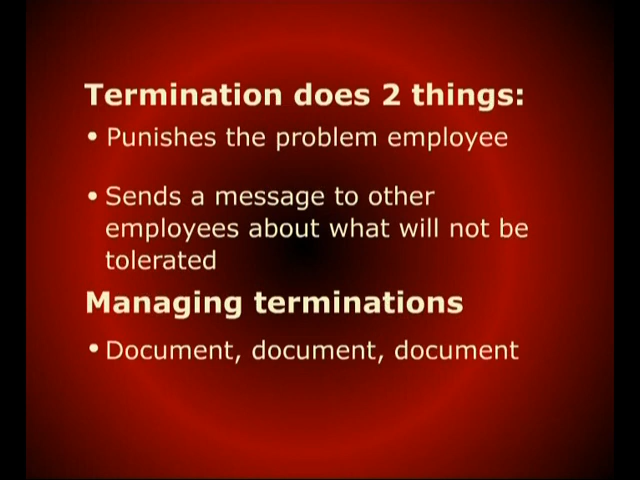 Termination does 2 things:
• Punishes the problem employee
• Sends a message to other
employees about what will not be
tolerated
Managing terminations
• Document, document, document